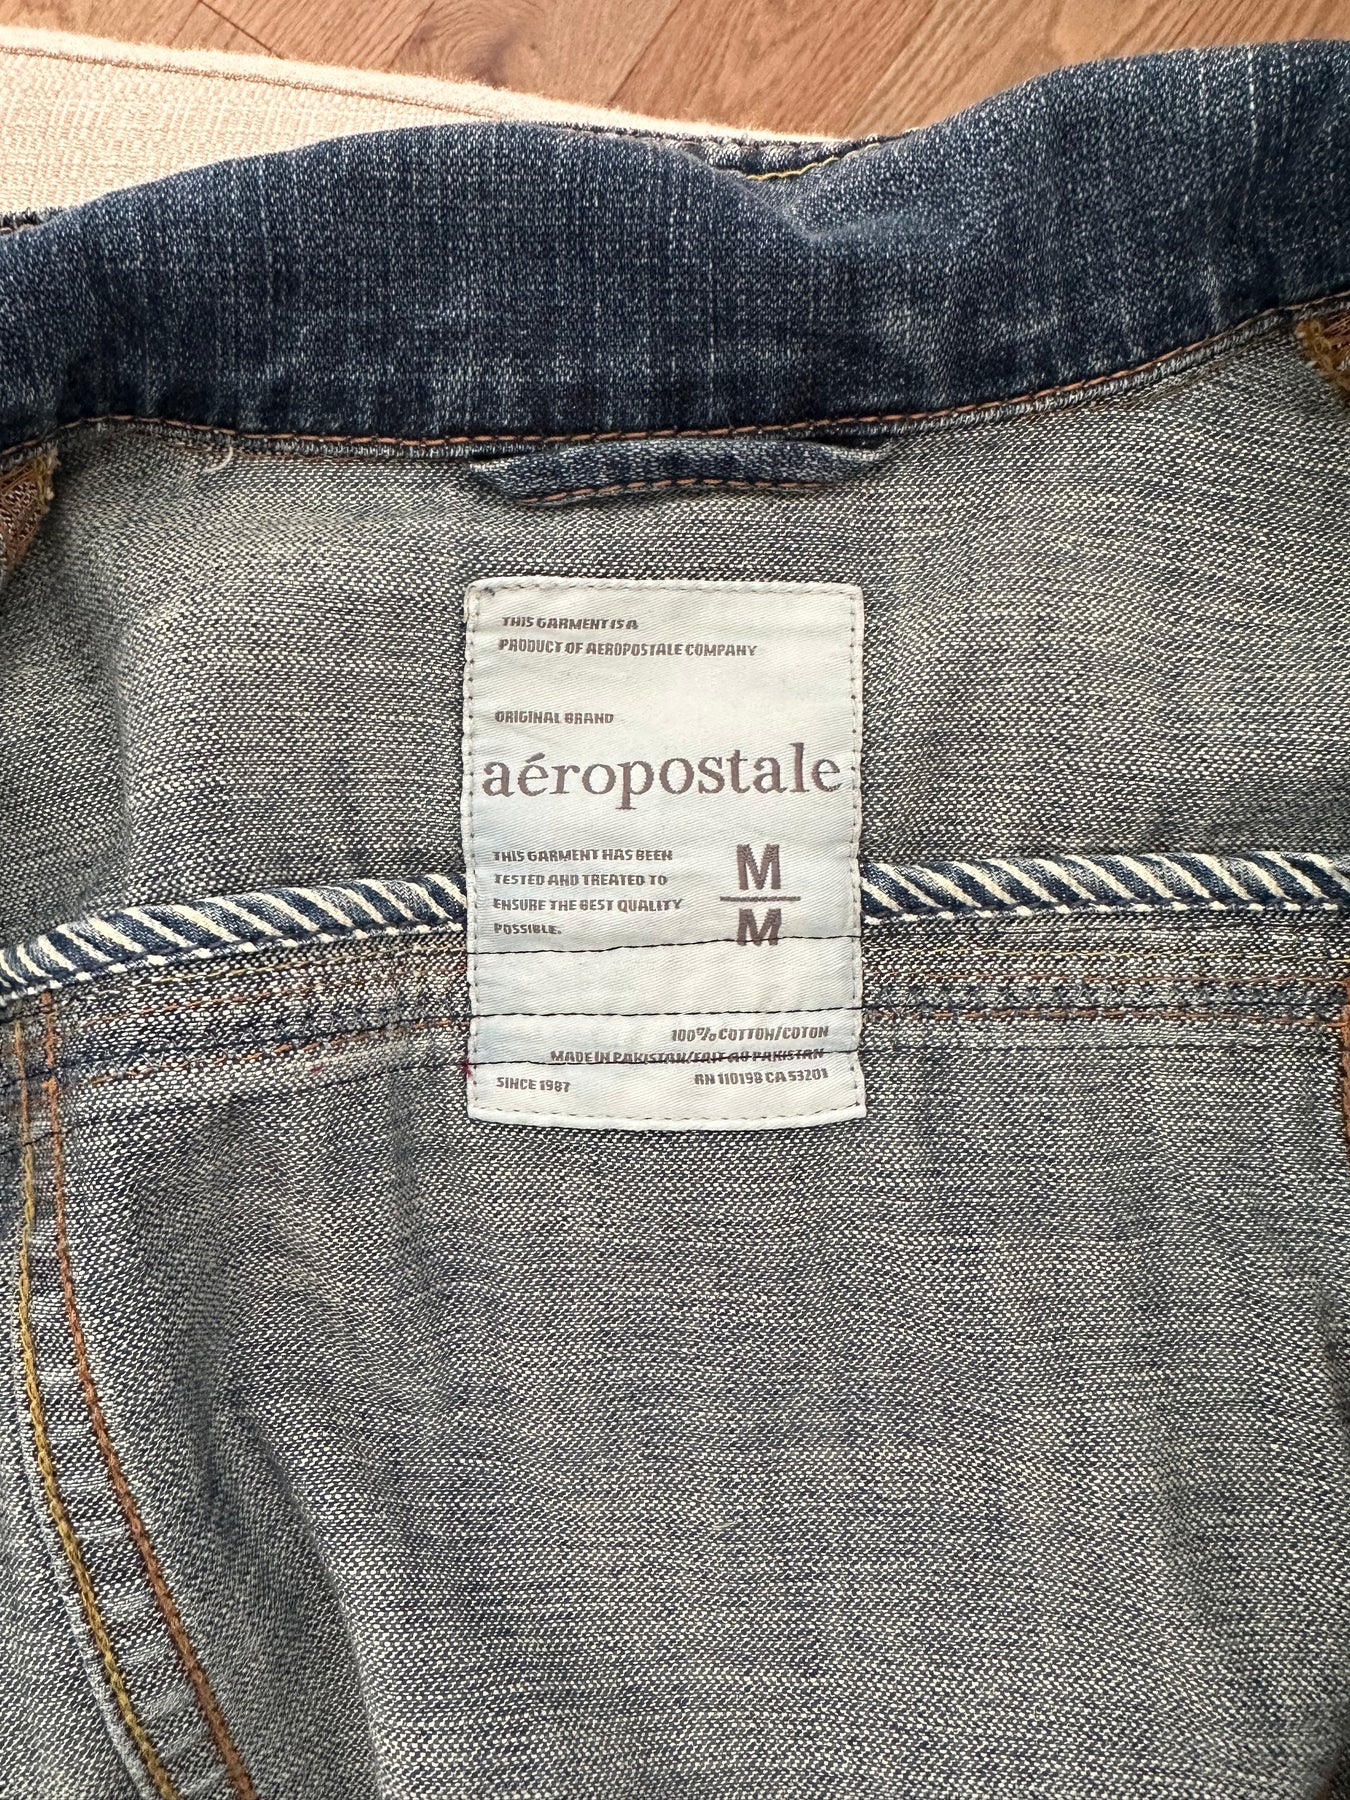 THIS GARMENT IS A
PRODUCT OF AEROPOSTALE COMPANY
ORIGINAL BRAND
aéropostale
THIS GARMENT HAS BEEN
TESTED AND TREATED TO
ENSURE THE BEST QUALITY
POSSIBLE.
M
M
100% COTTON/COTON
MADE IN PAKISTAN/FAIT AU PAKISTAN
SINCE 1987
RN 110198 CA 53201